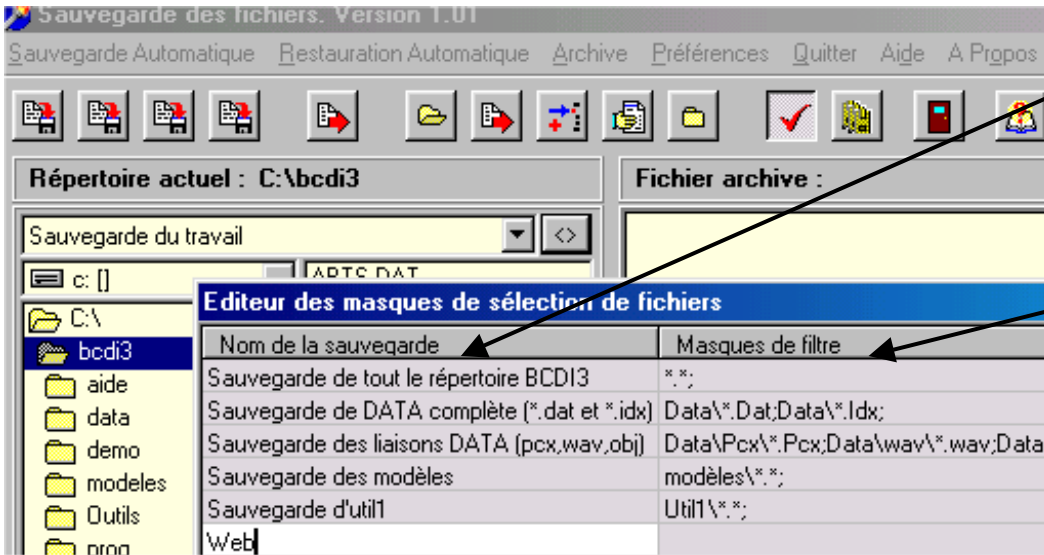 Sauvegarde des fichiers. Version 1.01
Sauvegarde Automatique Restauration Automatique Archive Préférences Quitter Aide A Propos
Répertoire actuel : C:\bcdi3
Fichier archive :
Sauvegarde du travail
<>
c: []
ARTS.DAT
C:\
bcdi3
aide
data
demo
modeles
Outils
prog
Editeur des masques de sélection de fichiers
Nom de la sauvegarde Masques de filtre
Sauvegarde de tout le répertoire BCDI3 *.*;
Sauvegarde de DATA complète (*.dat et *.idx) Data\*.Dat;Data\*.Idx;
Sauvegarde des liaisons DATA (pcx,wav,obj) Data\Pcx\*.Pcx;Data\wav\*.wav;Data
Sauvegarde des modèles modèles\*.*;
Sauvegarde d'util1 Util1\*.*;
Web